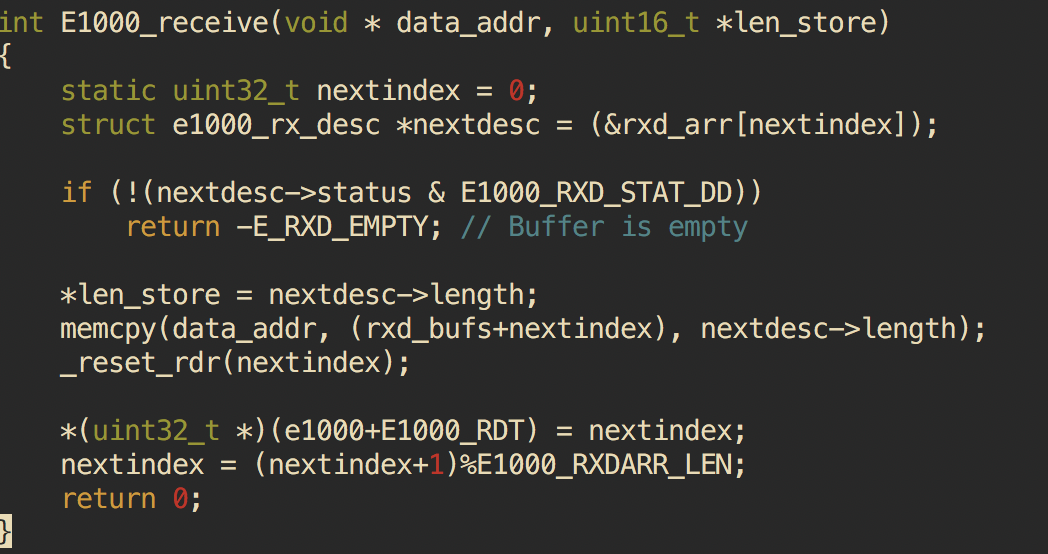 int E1000_receive(void * data_addr, uint16_t *len_store)
{
    static uint32_t nextindex = 0;
    struct e1000_rx_desc *nextdesc = (&rxd_arr[nextindex]);

    if (!(nextdesc->status & E1000_RXD_STAT_DD))
        return -E_RXD_EMPTY; // Buffer is empty

    *len_store = nextdesc->length;
    memcpy(data_addr, (rxd_bufs+nextindex), nextdesc->length);
    _reset_rdr(nextindex);

    *(uint32_t *)(e1000+E1000_RDT) = nextindex;
    nextindex = (nextindex+1)%E1000_RXDARR_LEN;
    return 0;
}